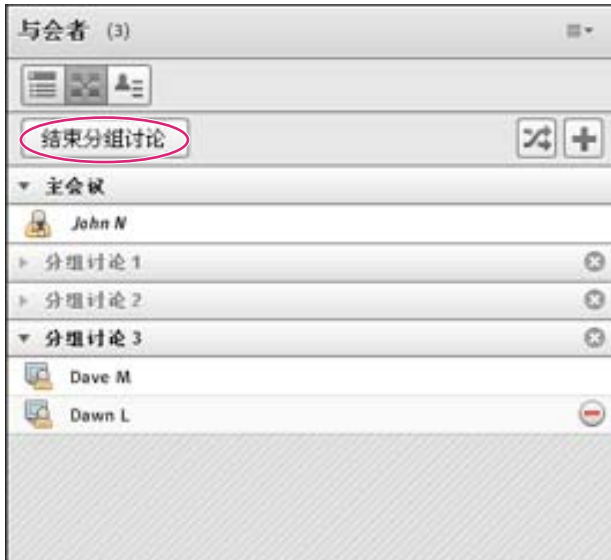 与会者 (3)
结束分组讨论
主会议
John N
分组讨论 1
分组讨论 2
分组讨论 3
Dave M
Dawn L